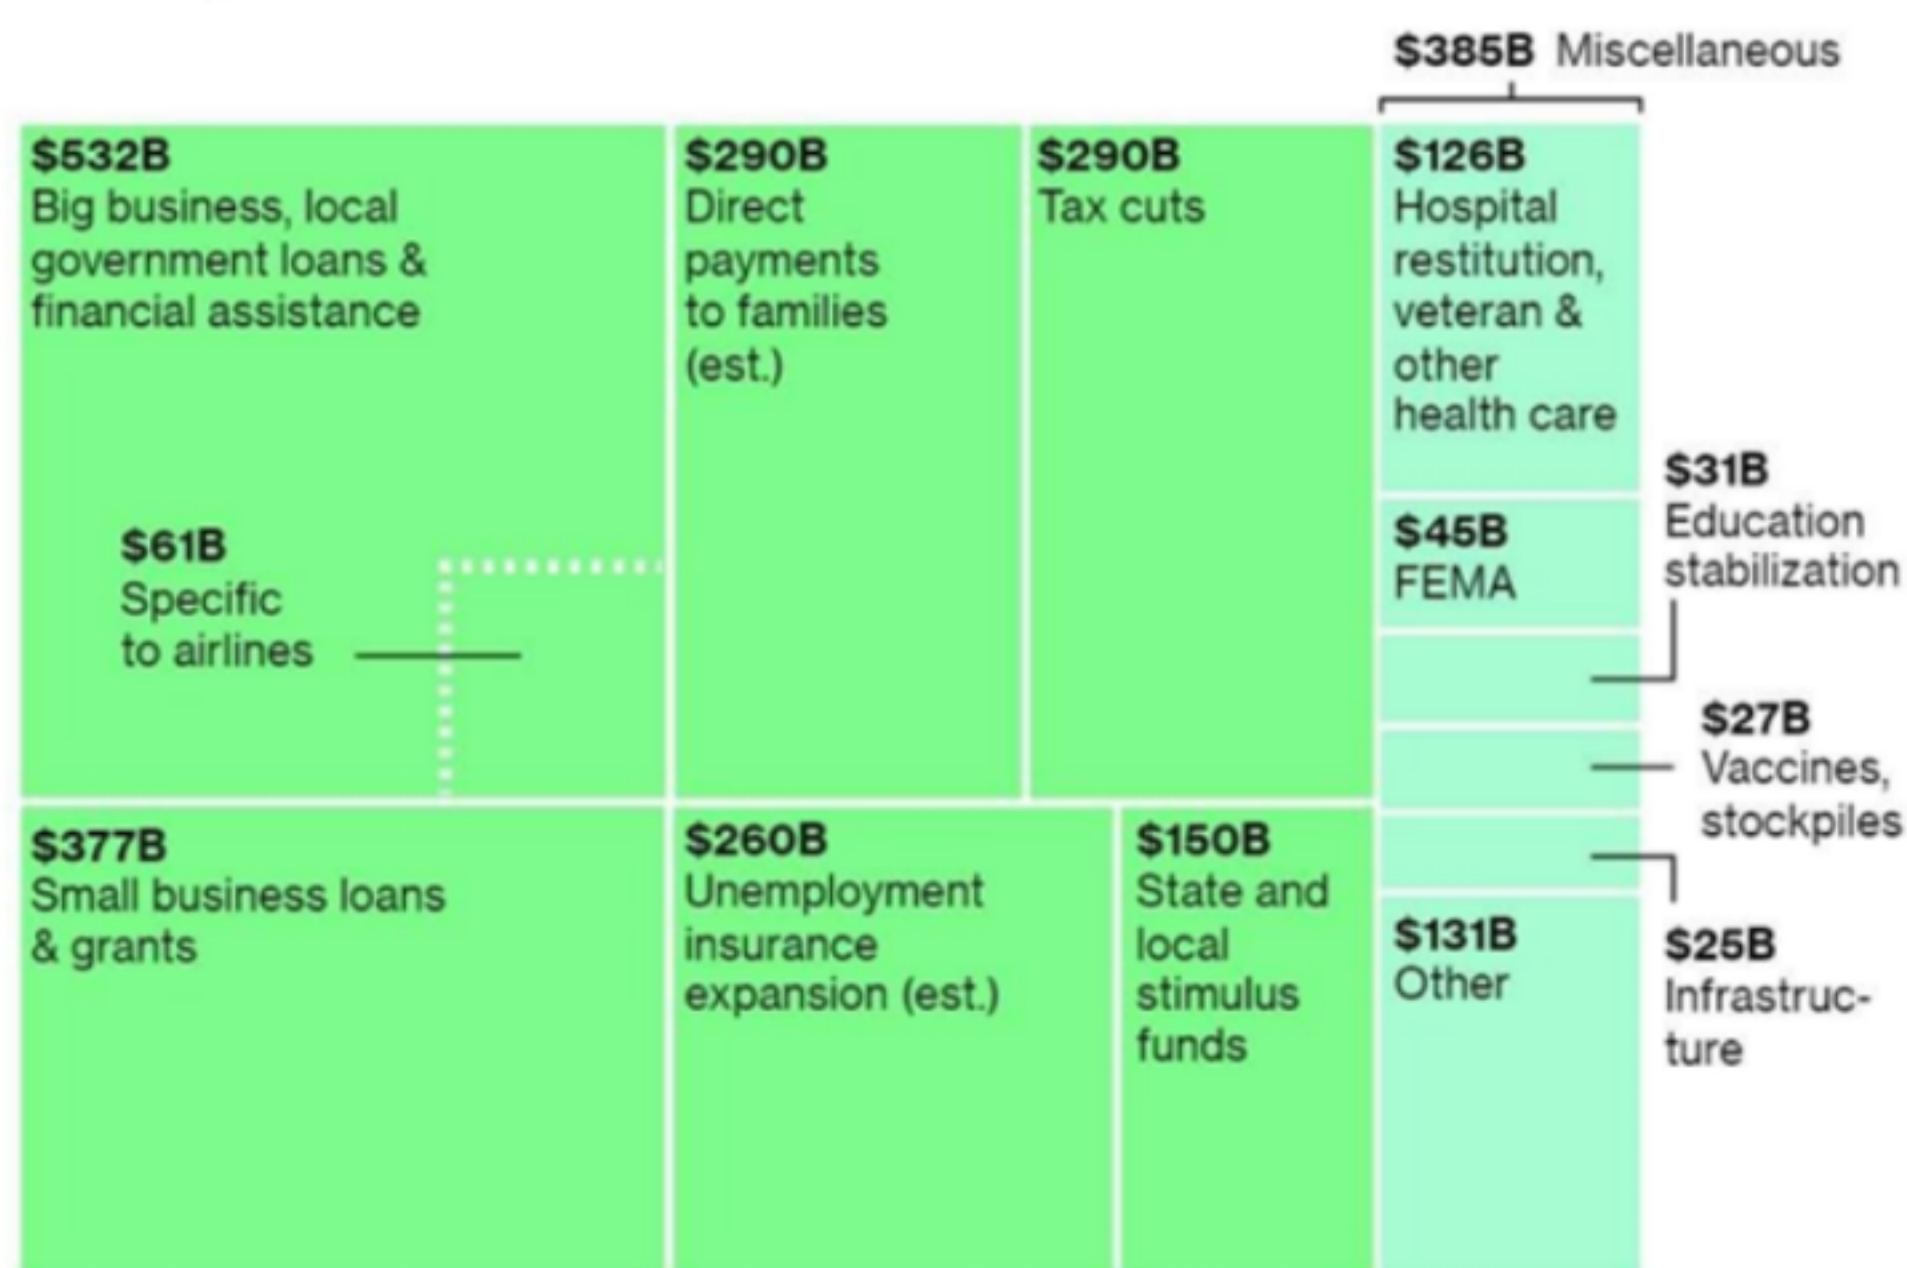 $385B Miscellaneous
$532B
Big business, local
government loans &
financial assistance
$61B
Specific
to airlines
$290B
Direct
payments
to families
(est.)
$290B
Tax cuts
$126B
Hospital
restitution,
veteran &
other
health care
$45B
FEMA
$31B
Education
stabilization
$27B
Vaccines,
stockpiles
$25B
Infrastruc-
ture
$131B
Other
$377B
Small business loans
& grants
$260B
Unemployment
insurance
expansion (est.)
$150B
State and
local
stimulus
funds